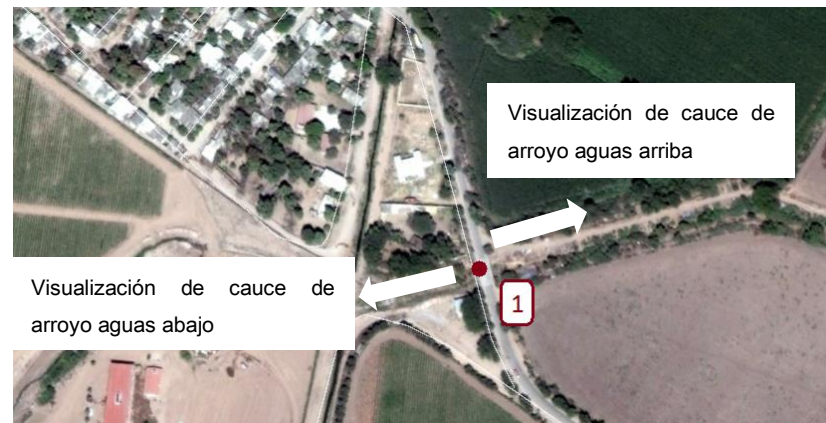 Visualización de cauce de
arroyo aguas arriba
Visualización de cauce de
arroyo aguas abajo
1